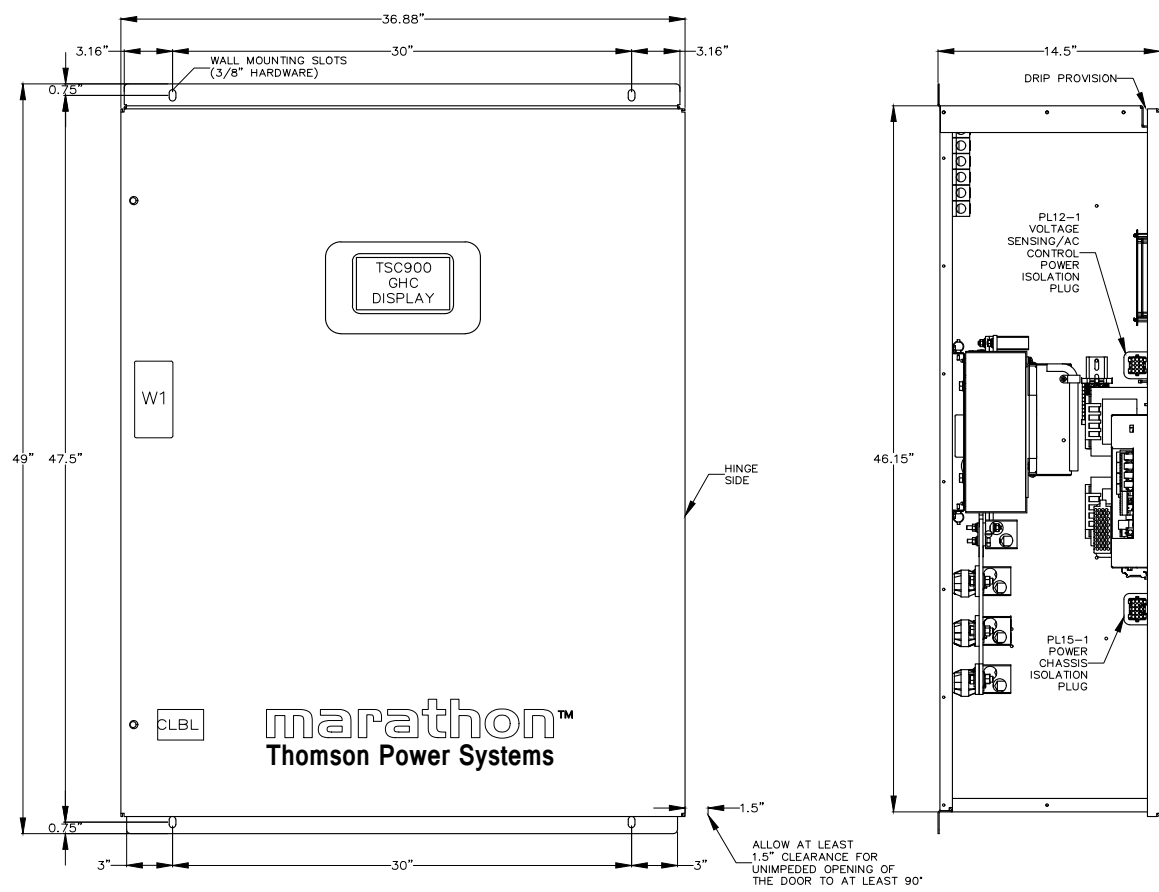 36.88”
3.16”
30”
3.16”
WALL MOUNTING SLOTS
(3/8” HARDWARE)
0.75”
TSC900
GHC
DISPLAY
W1
49”
47.5”
HINGE
SIDE
CLBL
marathon™
Thomson Power Systems
0.75”
1.5”
3”
30”
3”
ALLOW AT LEAST
1.5” CLEARANCE FOR
UNIMPEDED OPENING OF
THE DOOR TO AT LEAST 90°
14.5”
DRIP PROVISION
PL12-1
VOLTAGE
SENSING/AC
CONTROL
POWER
ISOLATION
PLUG
46.15”
PL15-1
POWER
CHASSIS
ISOLATION
PLUG